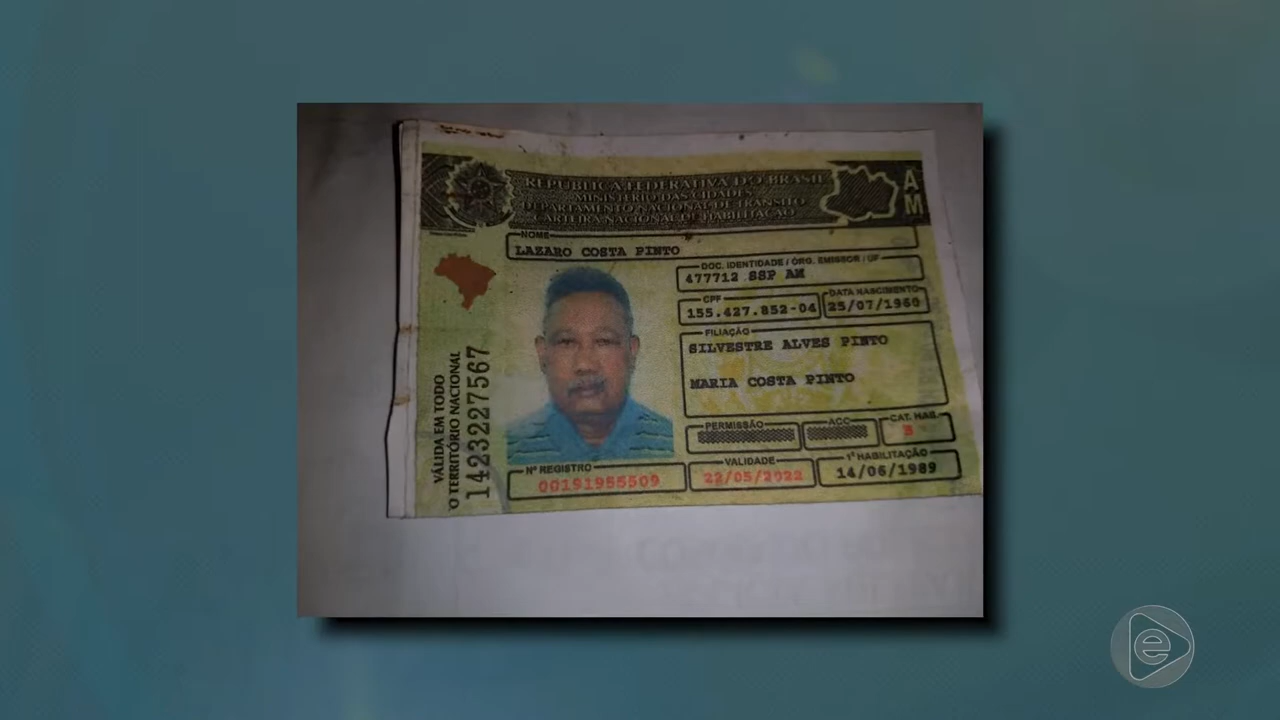 REPÚBLICA FEDERATIVA DO BRASIL
MINISTÉRIO DAS CIDADES
DEPARTAMENTO NACIONAL DE TRÂNSITO
CARTEIRA NACIONAL DE HABILITAÇÃO
AM
NOME
LAZARO COSTA PINTO
DOC. IDENTIDADE / ÓRG. EMISSOR / UF
477712 SSP AM
CPF
155.427.852-04
DATA NASCIMENTO
25/07/1960
FILIAÇÃO
SILVESTRE ALVES PINTO
MARIA COSTA PINTO
PERMISSÃO
ACC
CAT. HAB.
B
Nº REGISTRO
00191955509
VALIDADE
22/05/2022
1ª HABILITAÇÃO
14/06/1989
VÁLIDA EM TODO
O TERRITÓRIO NACIONAL
1423227567
e